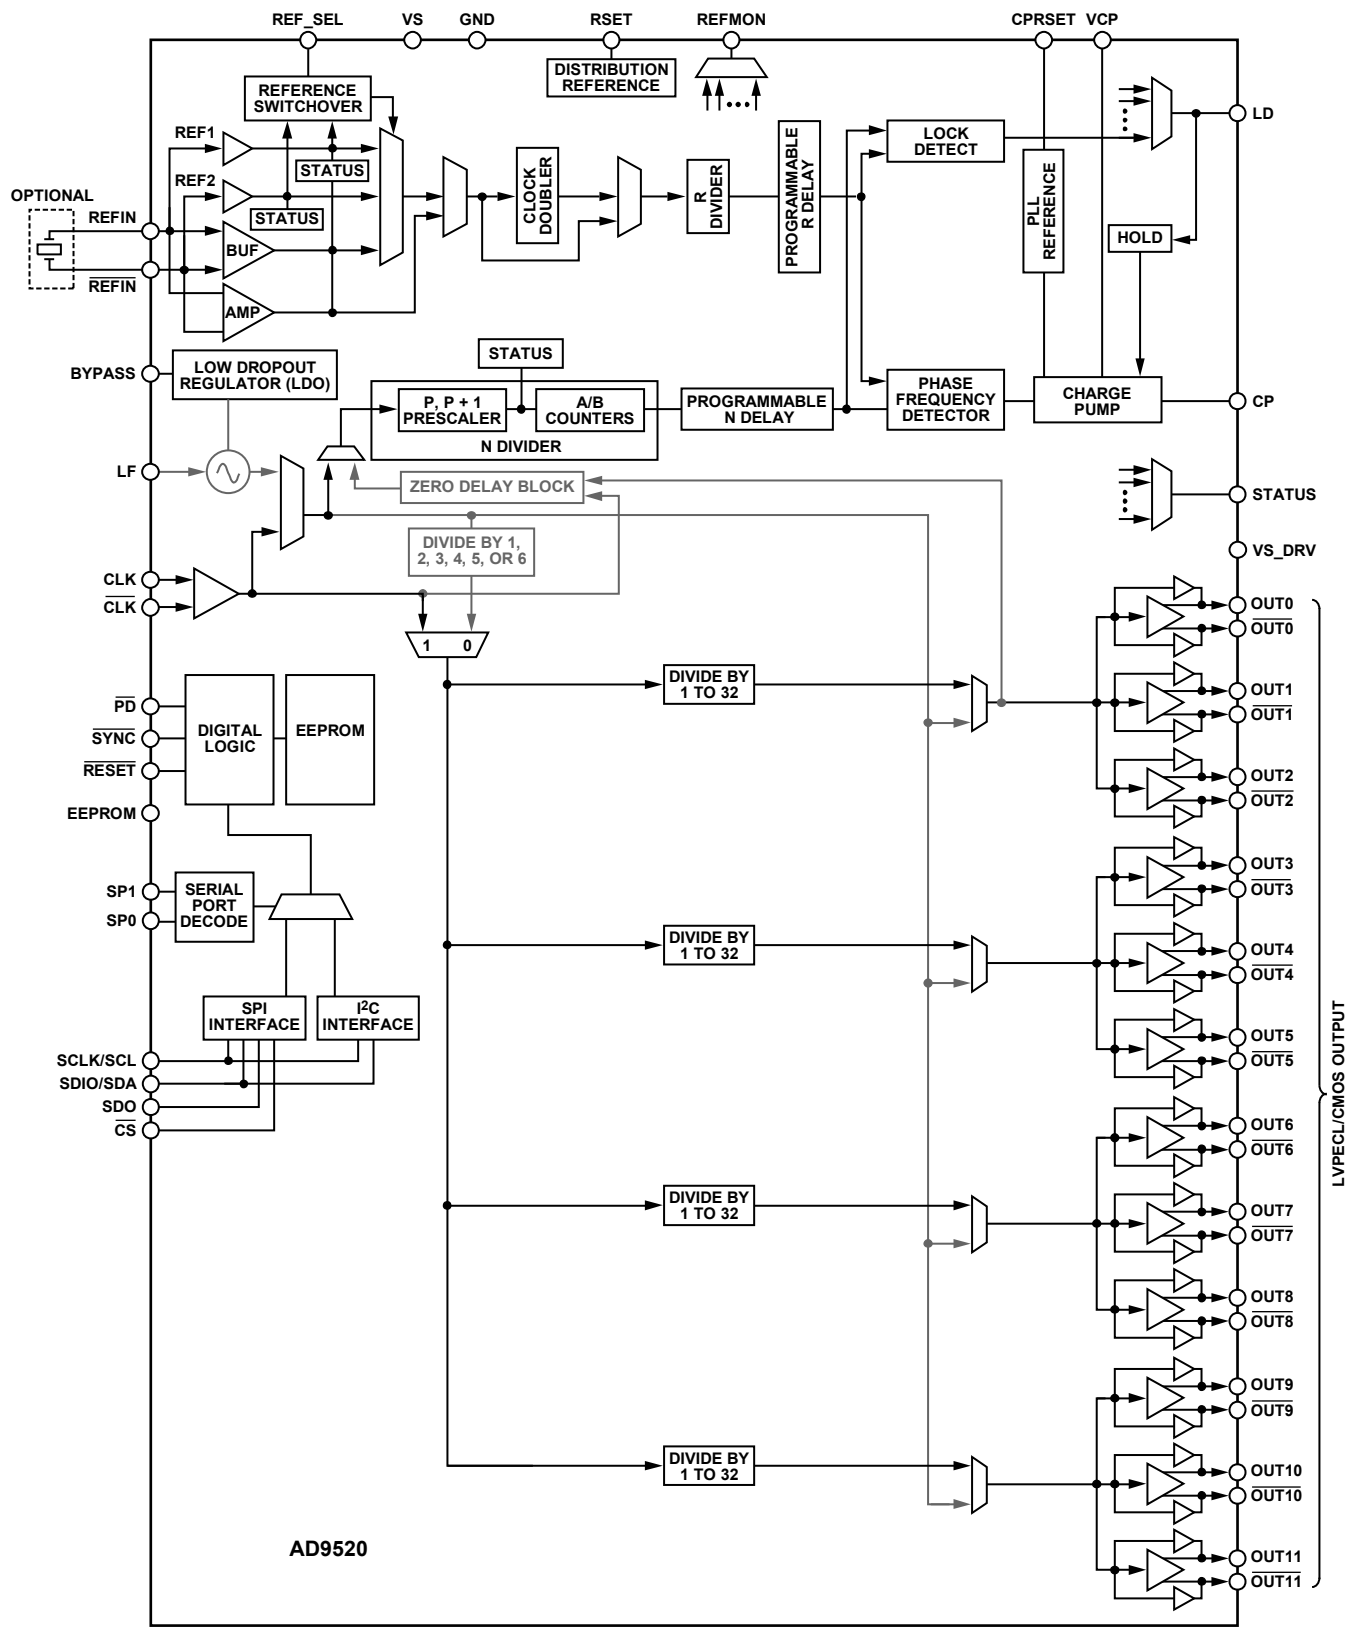 REF_SEL
VS
GND
RSET
REFMON
CPRSET
VCP
DISTRIBUTION
REFERENCE
REFERENCE
SWITCHOVER
REF1
REF2
STATUS
STATUS
OPTIONAL
REFIN
REFIN
BUF
AMP
CLOCK
DOUBLER
R
DIVIDER
PROGRAMMABLE
R DELAY
LOCK
DETECT
PLL
REFERENCE
LD
HOLD
BYPASS
LOW DROPOUT
REGULATOR (LDO)
STATUS
P, P + 1
PRESCALER
A/B
COUNTERS
N DIVIDER
PROGRAMMABLE
N DELAY
PHASE
FREQUENCY
DETECTOR
CHARGE
PUMP
CP
LF
ZERO DELAY BLOCK
STATUS
DIVIDE BY 1,
2, 3, 4, 5, OR 6
VS_DRV
CLK
CLK
1
0
OUT0
OUT0
DIVIDE BY
1 TO 32
OUT1
OUT1
PD
SYNC
RESET
EEPROM
DIGITAL
LOGIC
EEPROM
OUT2
OUT2
OUT3
OUT3
SP1
SP0
SERIAL
PORT
DECODE
DIVIDE BY
1 TO 32
OUT4
OUT4
SPI
INTERFACE
I2C
INTERFACE
OUT5
OUT5
SCLK/SCL
SDIO/SDA
SDO
CS
LVPECL/CMOS OUTPUT
OUT6
OUT6
DIVIDE BY
1 TO 32
OUT7
OUT7
OUT8
OUT8
OUT9
OUT9
DIVIDE BY
1 TO 32
OUT10
OUT10
AD9520
OUT11
OUT11